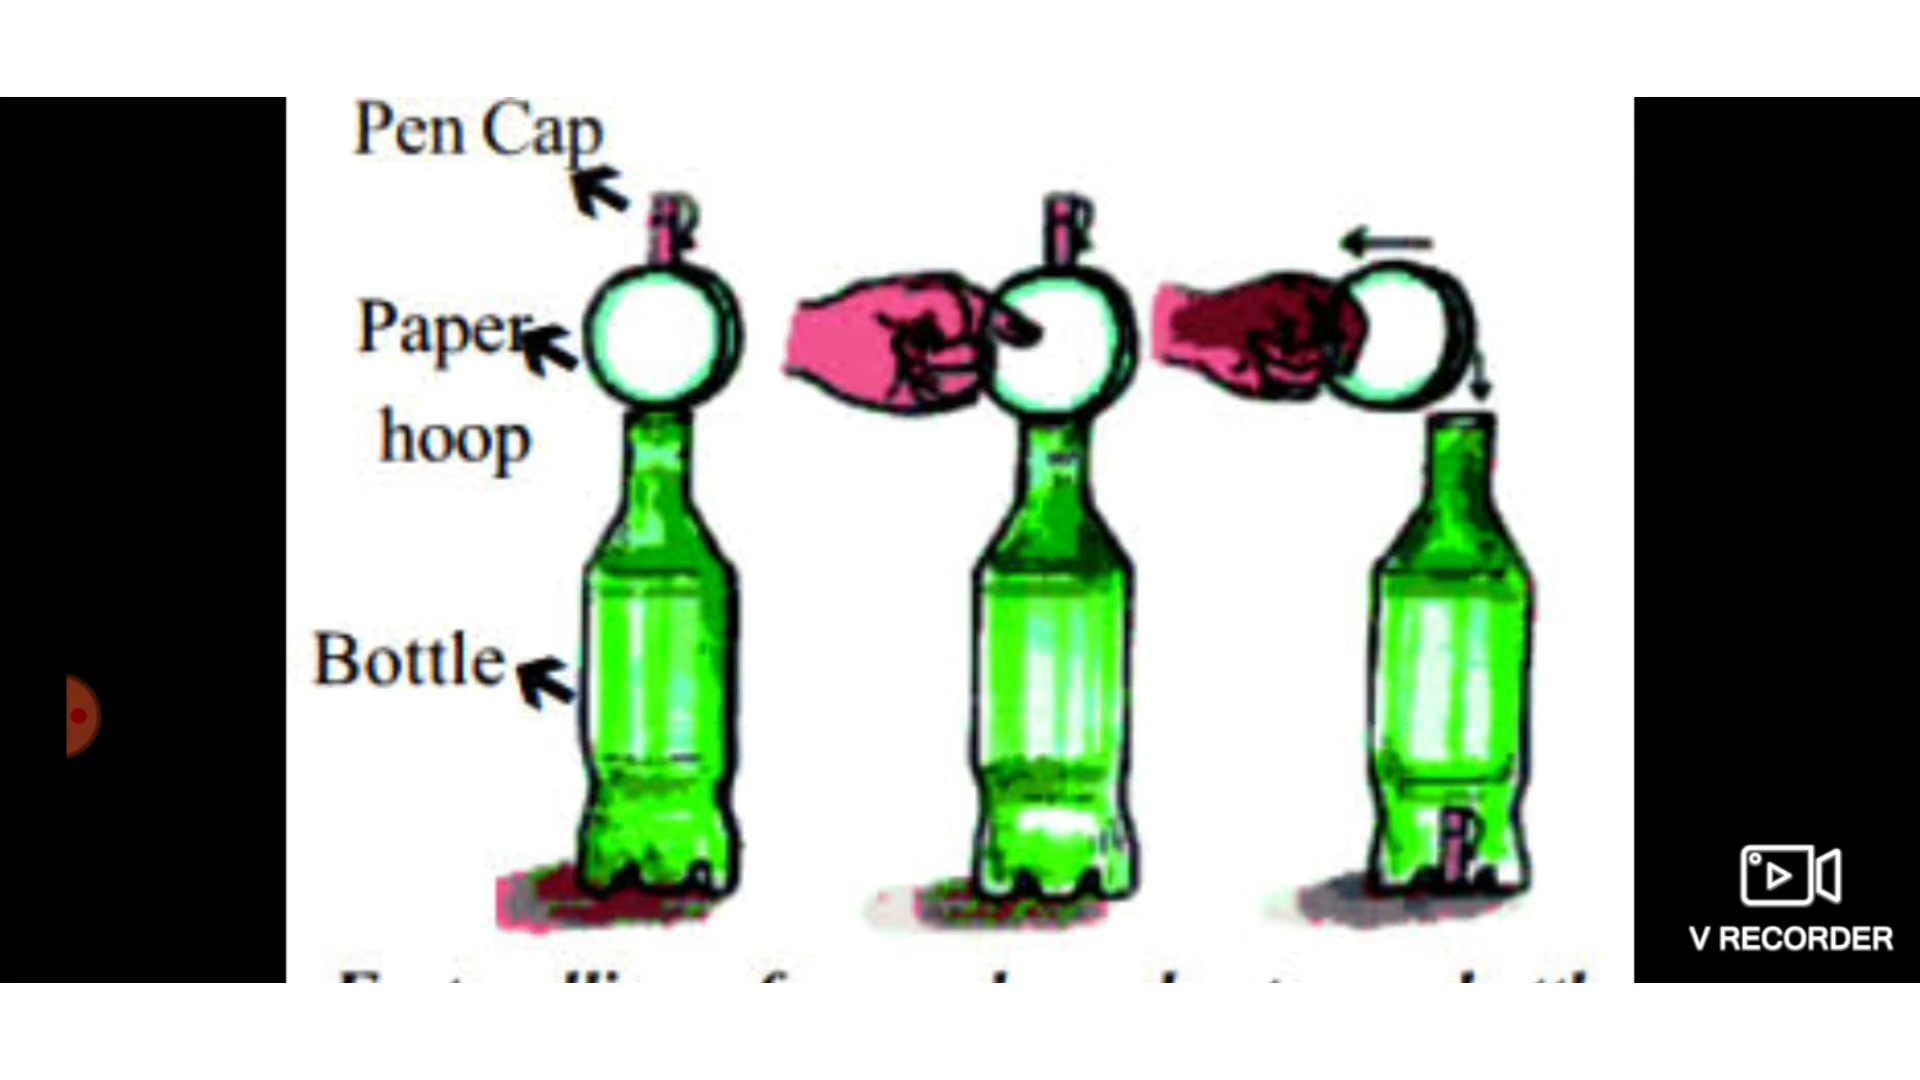 Pen Cap
Paper
hoop
Bottle
V RECORDER